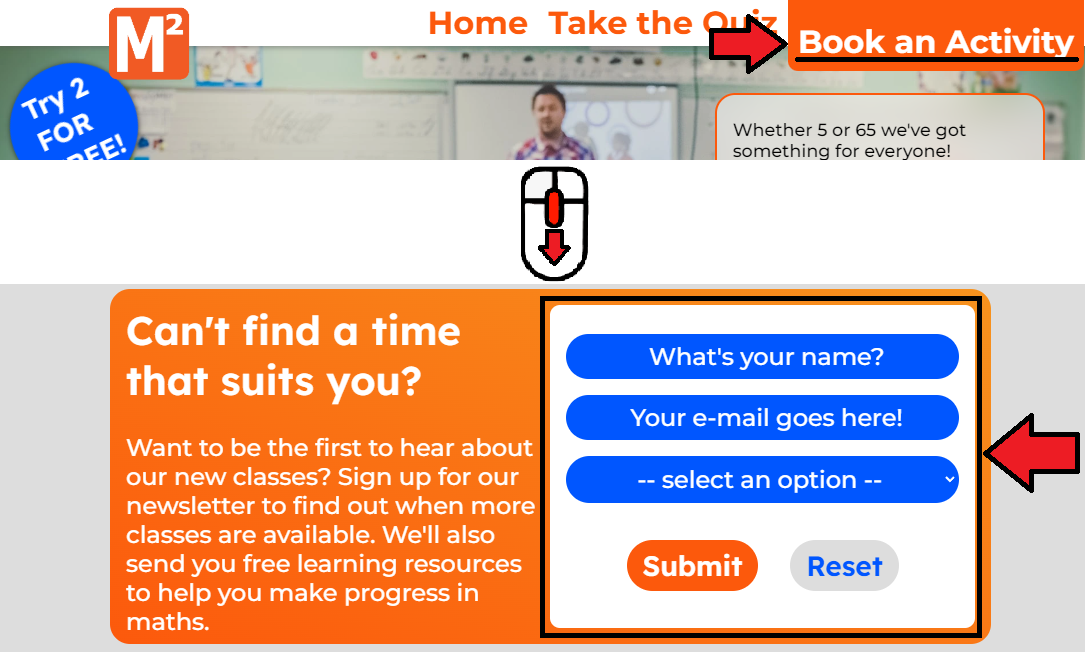 M²
Home Take the Quiz
Book an Activity
Try 2
FOR
Whether 5 or 65 we've got
something for everyone!
Can't find a time
that suits you?
Want to be the first to hear about
our new classes? Sign up for our
newsletter to find out when more
classes are available. We'll also
send you free learning resources
to help you make progress in
maths.
What's your name?
Your e-mail goes here!
-- select an option --
Submit Reset